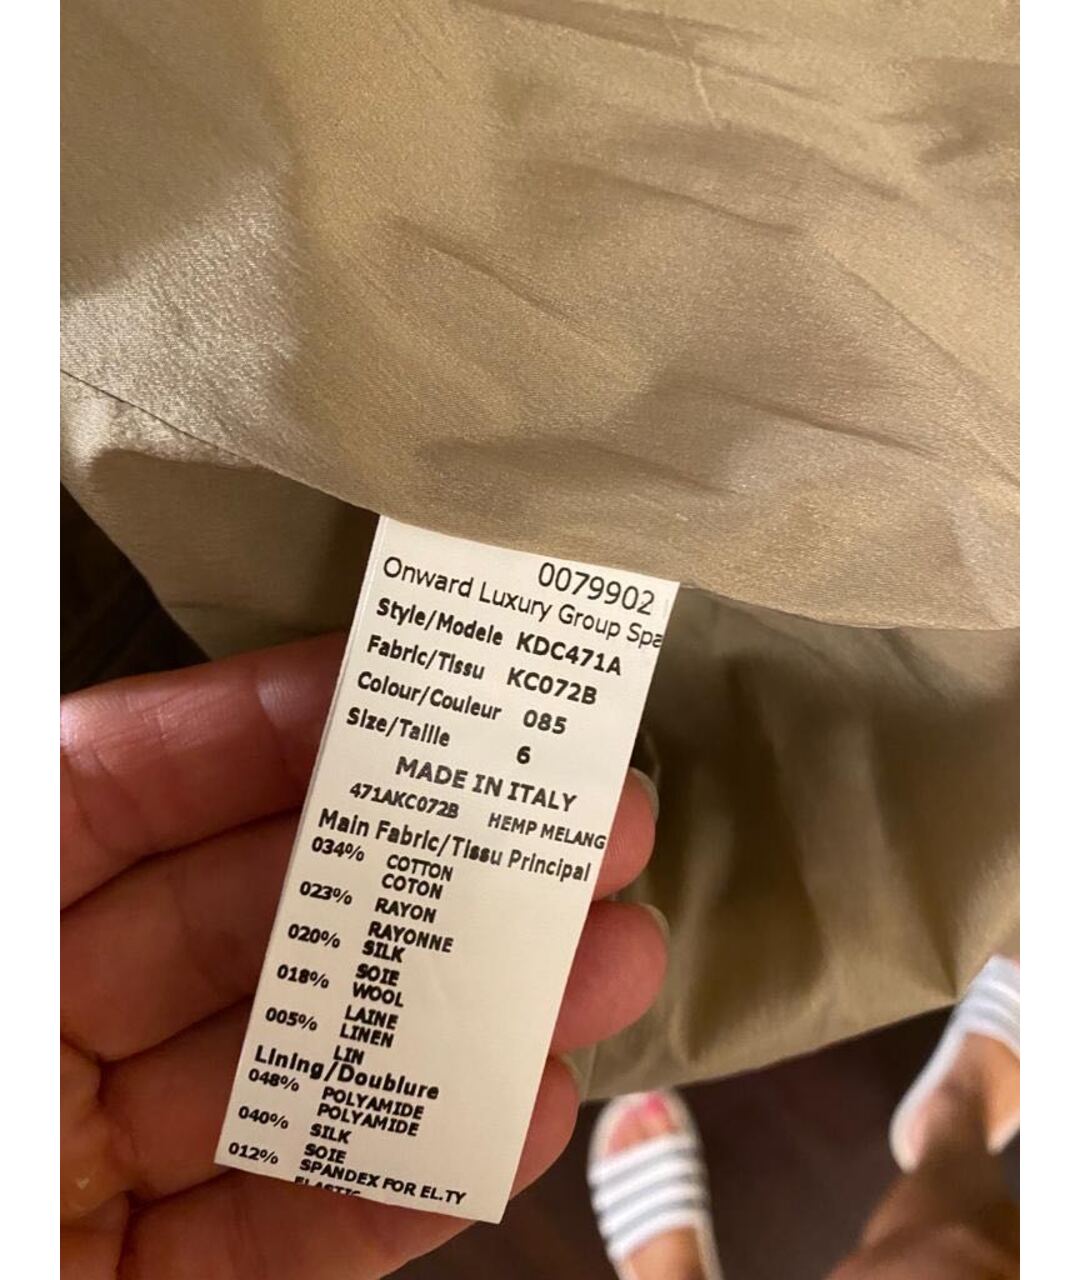 0079902
Onward Luxury Group Spa
Style/Modele KDC471A
Fabric/Tissu KC072B
Colour/Couleur 085
Size/Taille 6
MADE IN ITALY
471AKC072B HEMP MELANG
Main Fabric/Tissu Principal
034% COTTON
COTON
023% RAYON
RAYONNE
020% SILK
SOIE
018% WOOL
LAINE
005% LINEN
LIN
Lining/Doublure
048% POLYAMIDE
POLYAMIDE
040% SILK
SOIE
012% SPANDEX FOR EL.TY